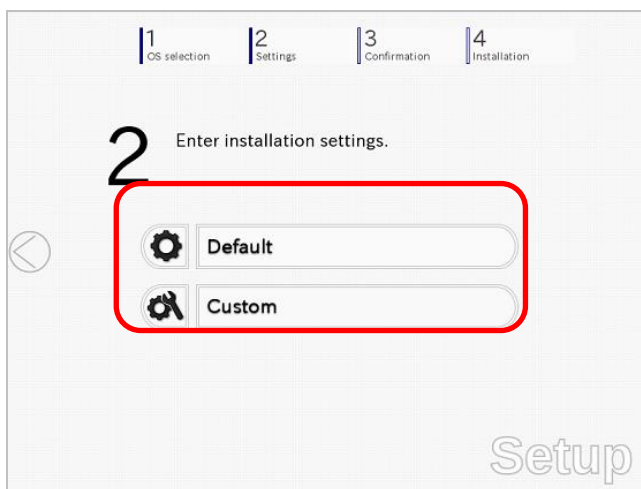 1
OS selection
2
Settings
3
Confirmation
4
Installation
2 Enter installation settings.
Default
Custom
Setup